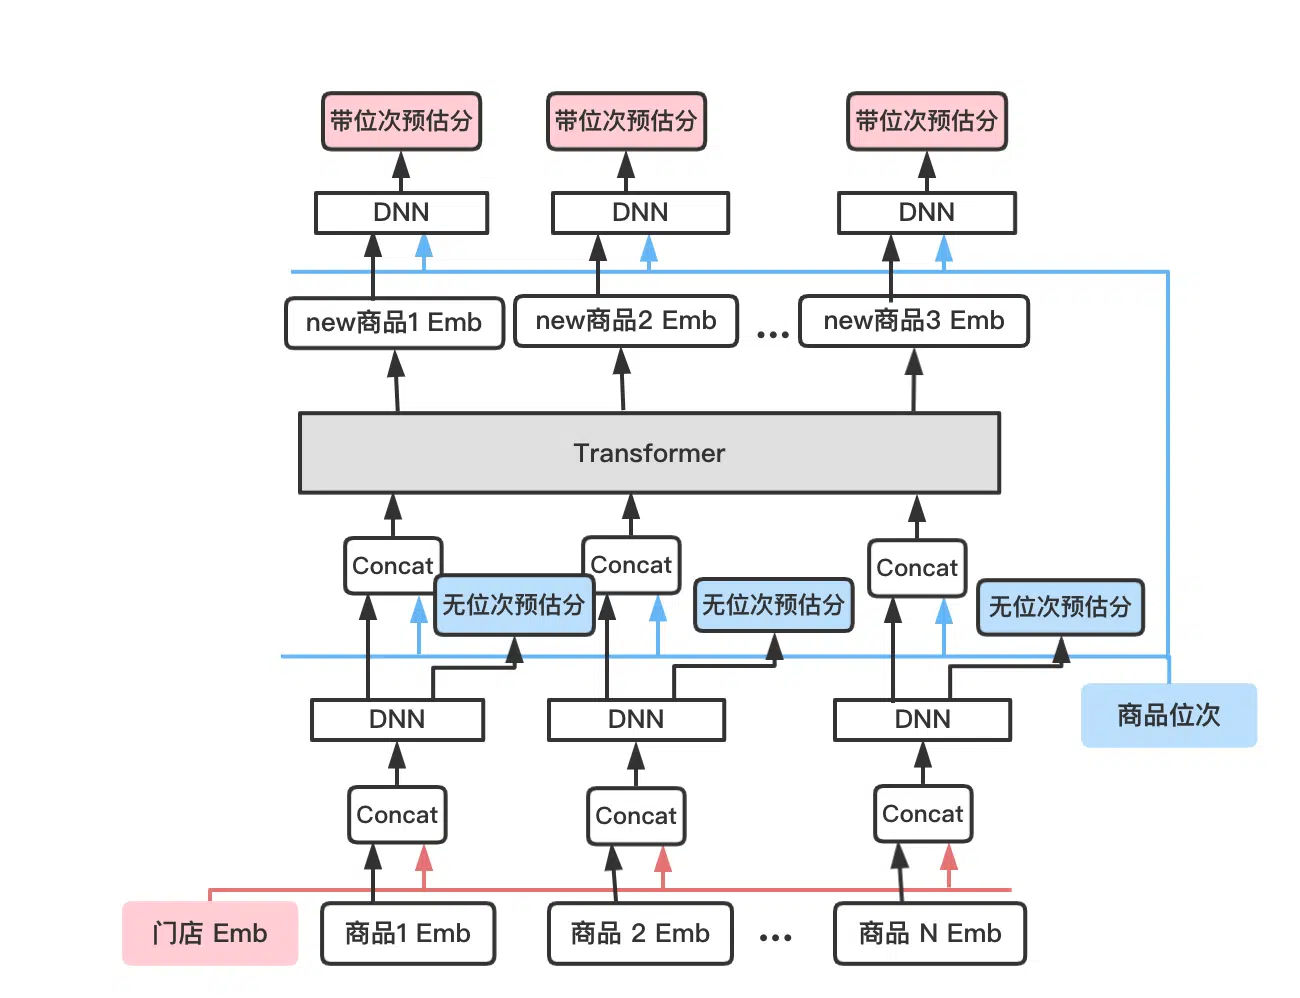 带位次预估分
带位次预估分
带位次预估分
DNN
DNN
DNN
new商品1 Emb
new商品2 Emb
...
new商品3 Emb
Transformer
Concat
Concat
Concat
无位次预估分
无位次预估分
无位次预估分
DNN
DNN
DNN
商品位次
Concat
Concat
Concat
门店 Emb
商品1 Emb
商品 2 Emb
...
商品 N Emb